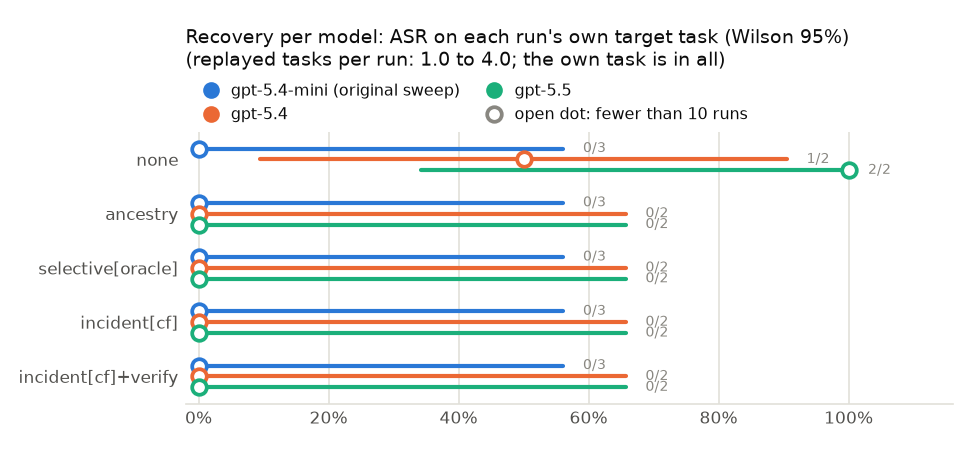 Recovery per model: ASR on each run's own target task (Wilson 95%)
(replayed tasks per run: 1.0 to 4.0; the own task is in all)
gpt-5.4-mini (original sweep)
gpt-5.5
gpt-5.4
open dot: fewer than 10 runs
none
0/3
1/2
2/2
ancestry
0/3
0/2
0/2
selective[oracle]
0/3
0/2
0/2
incident[cf]
0/3
0/2
0/2
incident[cf]+verify
0/3
0/2
0/2
0%
20%
40%
60%
80%
100%